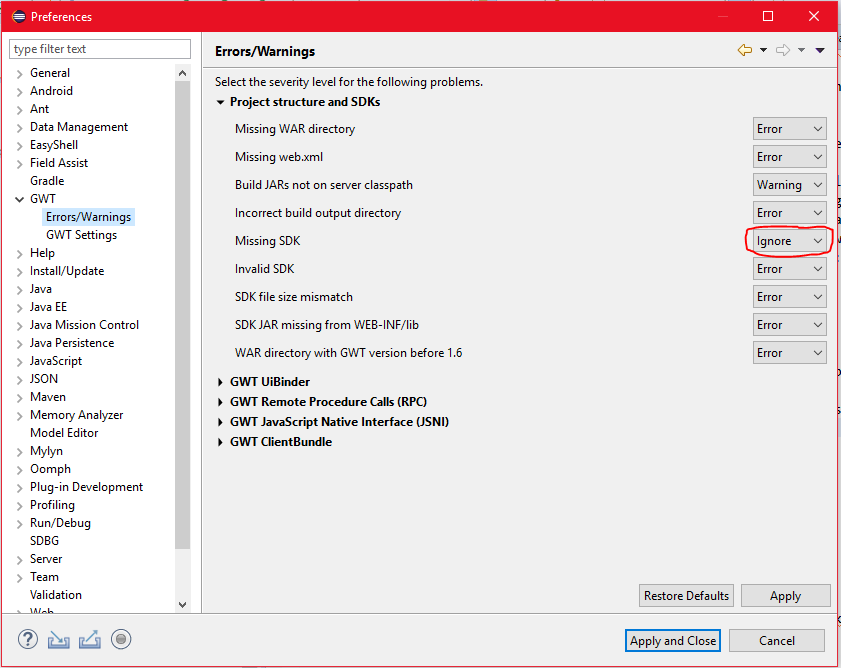 Preferences
type filter text
General
Android
Ant
Data Management
EasyShell
Field Assist
Gradle
GWT
Errors/Warnings
GWT Settings
Help
Install/Update
Java
Java EE
Java Mission Control
Java Persistence
JavaScript
JSON
Maven
Memory Analyzer
Model Editor
Mylyn
Oomph
Plug-in Development
Profiling
Run/Debug
SDBG
Server
Team
Validation
Web
Errors/Warnings
Select the severity level for the following problems.
Project structure and SDKs
Missing WAR directory Error
Missing web.xml Error
Build JARs not on server classpath Warning
Incorrect build output directory Error
Missing SDK Ignore
Invalid SDK Error
SDK file size mismatch Error
SDK JAR missing from WEB-INF/lib Error
WAR directory with GWT version before 1.6 Error
GWT UiBinder
GWT Remote Procedure Calls (RPC)
GWT JavaScript Native Interface (JSNI)
GWT ClientBundle
Restore Defaults Apply
Apply and Close Cancel